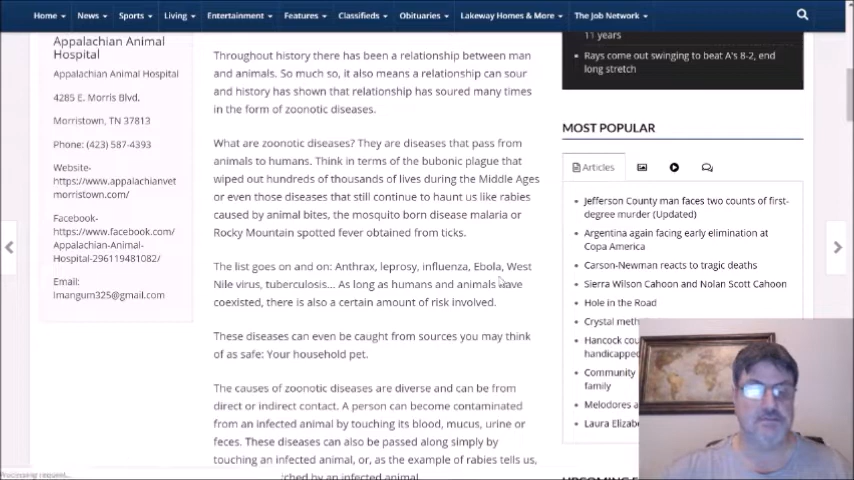 Home News Sports Living Entertainment Features Classifieds Obituaries Lakeway Homes & More The Job Network
Appalachian Animal
Hospital
Appalachian Animal Hospital
4285 E. Morris Blvd.
Morristown, TN 37813
Phone: (423) 587-4393
Website-
https://www.appalachianvet
morristown.com/
Facebook-
https://www.facebook.com/
Appalachian-Animal-
Hospital-296119481082/
Email:
lmangum325@gmail.com
Throughout history there has been a relationship between man
and animals. So much so, it also means a relationship can sour
and history has shown that relationship has soured many times
in the form of zoonotic diseases.
What are zoonotic diseases? They are diseases that pass from
animals to humans. Think in terms of the bubonic plague that
wiped out hundreds of thousands of lives during the Middle Ages
or even those diseases that still continue to haunt us like rabies
caused by animal bites, the mosquito born disease malaria or
Rocky Mountain spotted fever obtained from ticks.
The list goes on and on: Anthrax, leprosy, influenza, Ebola, West
Nile virus, tuberculosis... As long as humans and animals have
coexisted, there is also a certain amount of risk involved.
These diseases can even be caught from sources you may think
of as safe: Your household pet.
The causes of zoonotic diseases are diverse and can be from
direct or indirect contact. A person can become contaminated
from an infected animal by touching its blood, mucus, urine or
feces. These diseases can also be passed along simply by
touching an infected animal, or, as the example of rabies tells us,
ched by an infected animal.
11 years
Rays come out swinging to beat A's 8-2, end
long stretch
MOST POPULAR
Articles
Jefferson County man faces two counts of first-
degree murder (Updated)
Argentina again facing early elimination at
Copa America
Carson-Newman reacts to tragic deaths
Sierra Wilson Cahoon and Nolan Scott Cahoon
Hole in the Road
Crystal meth
Hancock cou
handicapped
Community
family
Melodores a
Laura Elizabe
Processing request...